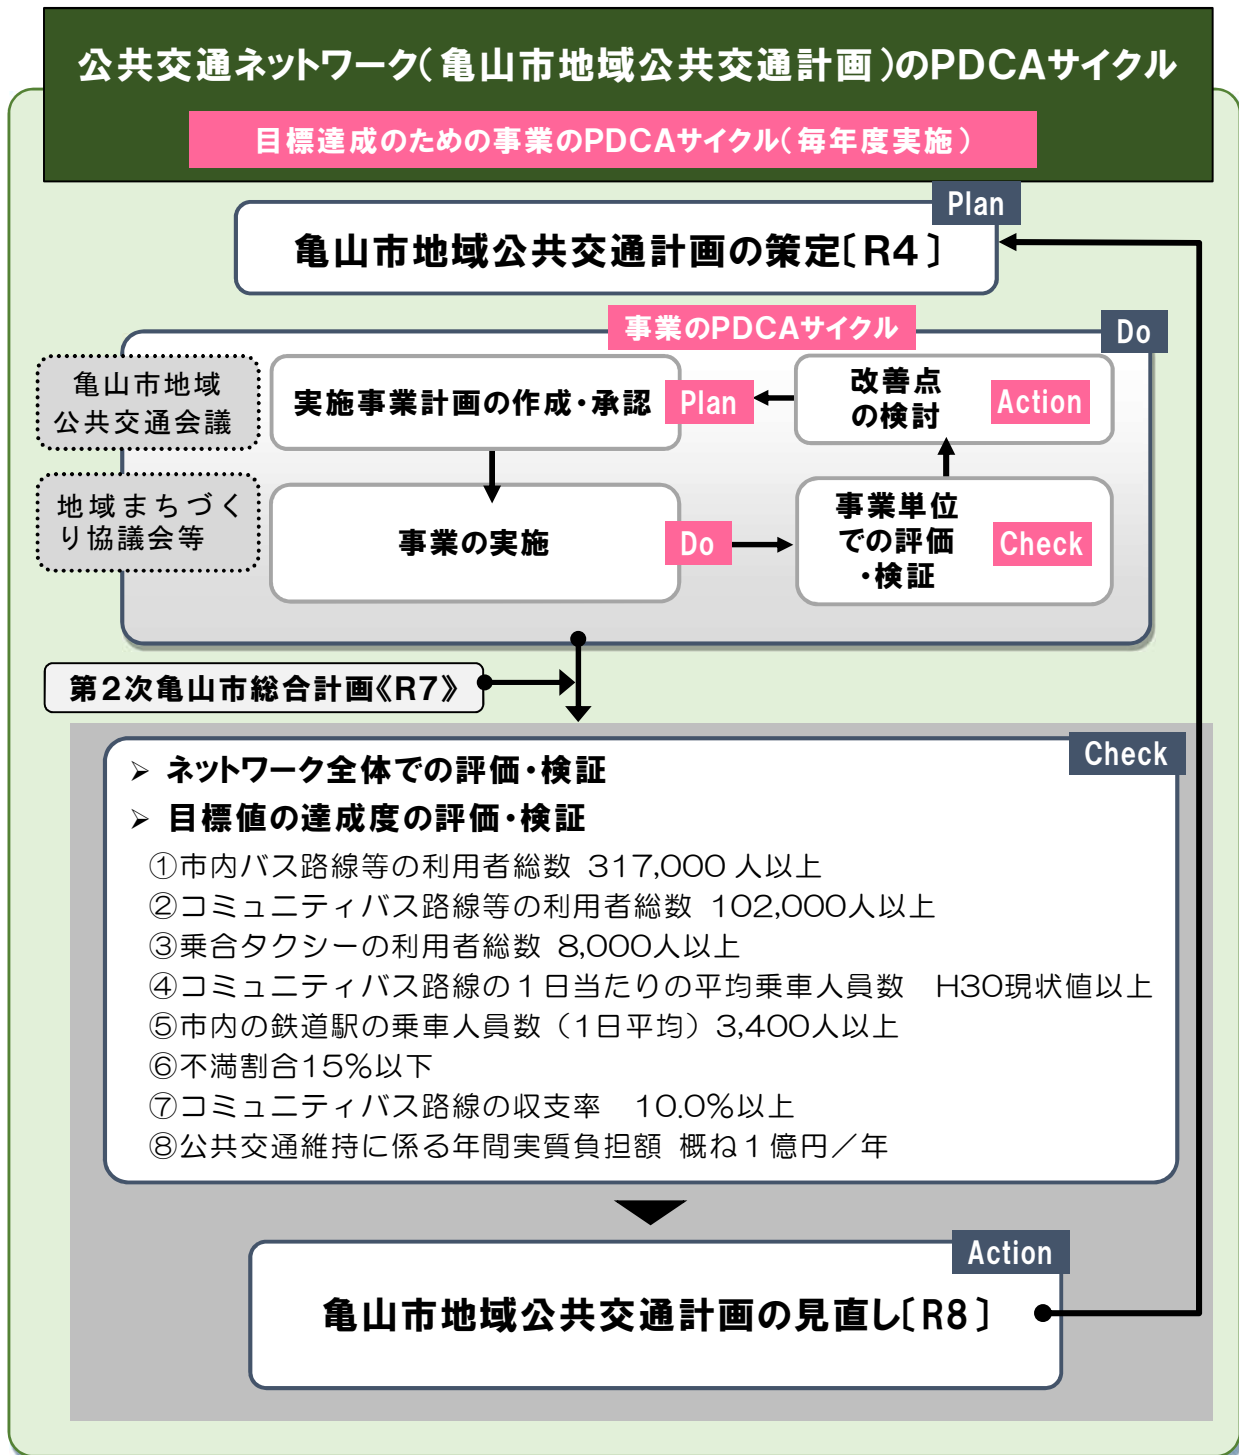 公共交通ネットワーク(亀山市地域公共交通計画)のPDCAサイクル
目標達成のための事業のPDCAサイクル(毎年度実施)
Plan
亀山市地域公共交通計画の策定〔R4〕
事業のPDCAサイクル
Do
亀山市地域
公共交通会議
実施事業計画の作成・承認
Plan
改善点
の検討
Action
地域まちづく
り協議会等
事業の実施
Do
事業単位
での評価
・検証
Check
第2次亀山市総合計画《R7》
Check
➢ ネットワーク全体での評価・検証
➢ 目標値の達成度の評価・検証
①市内バス路線等の利用者総数 317,000 人以上
②コミュニティバス路線等の利用者総数 102,000人以上
③乗合タクシーの利用者総数 8,000人以上
④コミュニティバス路線の1日当たりの平均乗車人員数　H30現状値以上
⑤市内の鉄道駅の乗車人員数（1日平均）3,400人以上
⑥不満割合15％以下
⑦コミュニティバス路線の収支率　10.0％以上
⑧公共交通維持に係る年間実質負担額 概ね1億円／年
Action
亀山市地域公共交通計画の見直し〔R8〕